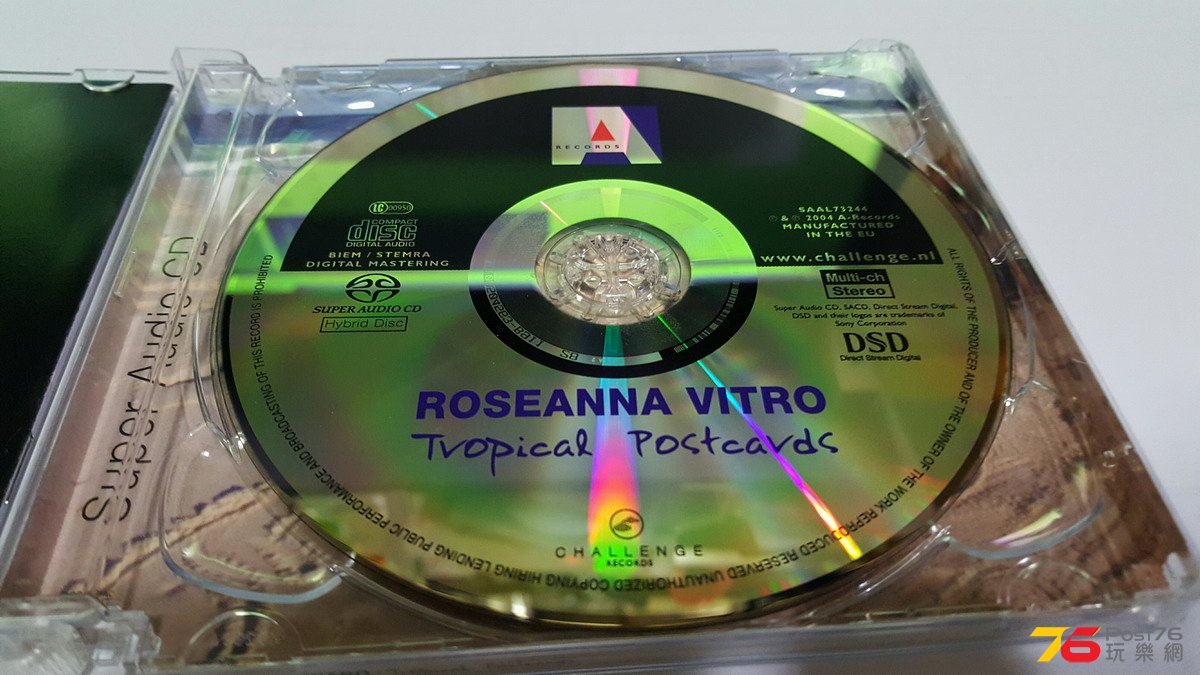 RECORDS
LC 00950
COMPACT
disc
DIGITAL AUDIO
BIEM / STEMRA
DIGITAL MASTERING
SAAL73244
℗ & © 2004 A-Records
MANUFACTURED
IN THE EU
www.challenge.nl
SUPER AUDIO CD
Hybrid Disc
Multi-ch
Stereo
Super Audio CD, SACD, Direct Stream Digital,
DSD and their logos are trademarks of
Sony Corporation
DSD
Direct Stream Digital
ROSEANNA VITRO
Tropical Postcards
CHALLENGE
RECORDS
ALL RIGHTS OF THE PRODUCER AND OF THE OWNER OF THE WORK REPRODUCED RESERVED UNAUTHORIZED COPYING HIRING LENDING PUBLIC PERFORMANCE AND BROADCASTING OF THIS RECORD IS PROHIBITED
Super Audio CD
76 Post76
玩樂網